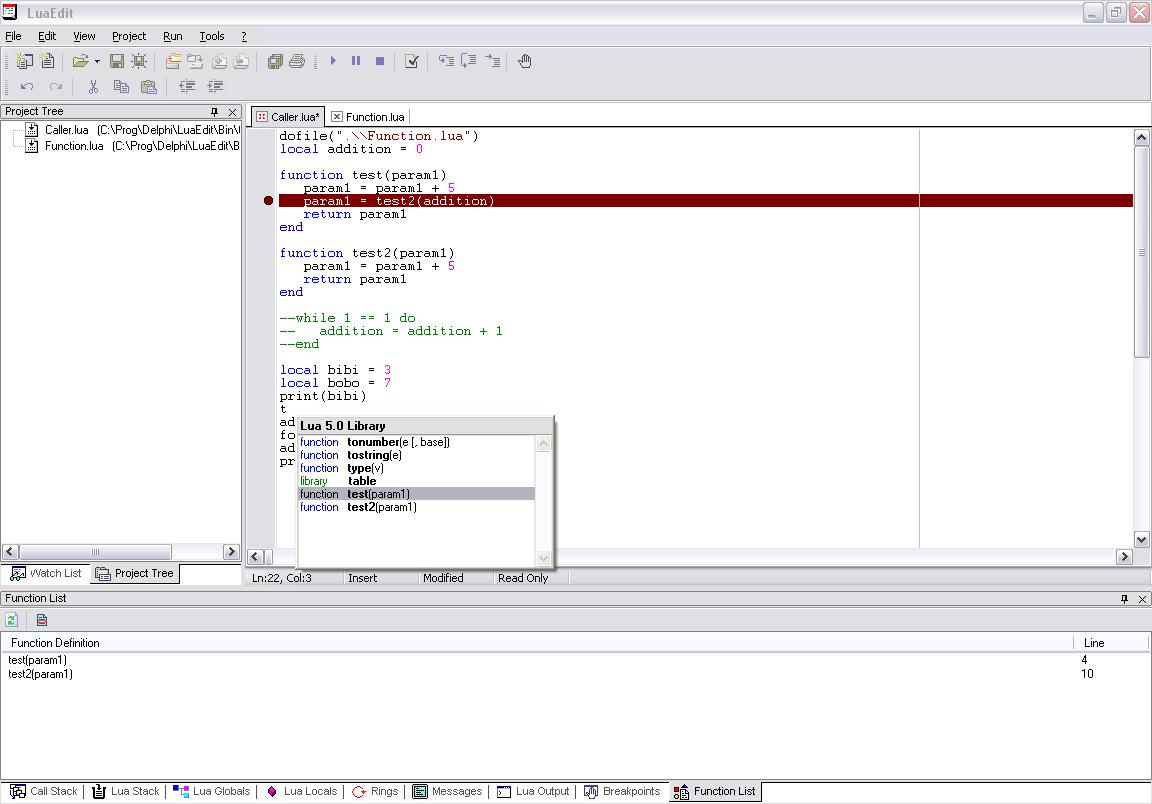 LuaEdit
File Edit View Project Run Tools ?
Project Tree
Caller.lua (C:\Prog\Delphi\LuaEdit\Bin\
Function.lua (C:\Prog\Delphi\LuaEdit\B
Caller.lua* Function.lua
dofile(".\\Function.lua")
local addition = 0
function test(param1)
param1 = param1 + 5
param1 = test2(addition)
return param1
end
function test2(param1)
param1 = param1 + 5
return param1
end
--while 1 == 1 do
-- addition = addition + 1
--end
local bibi = 3
local bobo = 7
print(bibi)
t
ad
fo
ad
pr
Lua 5.0 Library
function tonumber(e [, base])
function tostring(e)
function type(v)
library table
function test(param1)
function test2(param1)
Watch List Project Tree
Ln:22, Col:3 Insert Modified Read Only
Function List
Function Definition Line
test(param1) 4
test2(param1) 10
Call Stack Lua Stack Lua Globals Lua Locals Rings Messages Lua Output Breakpoints Function List